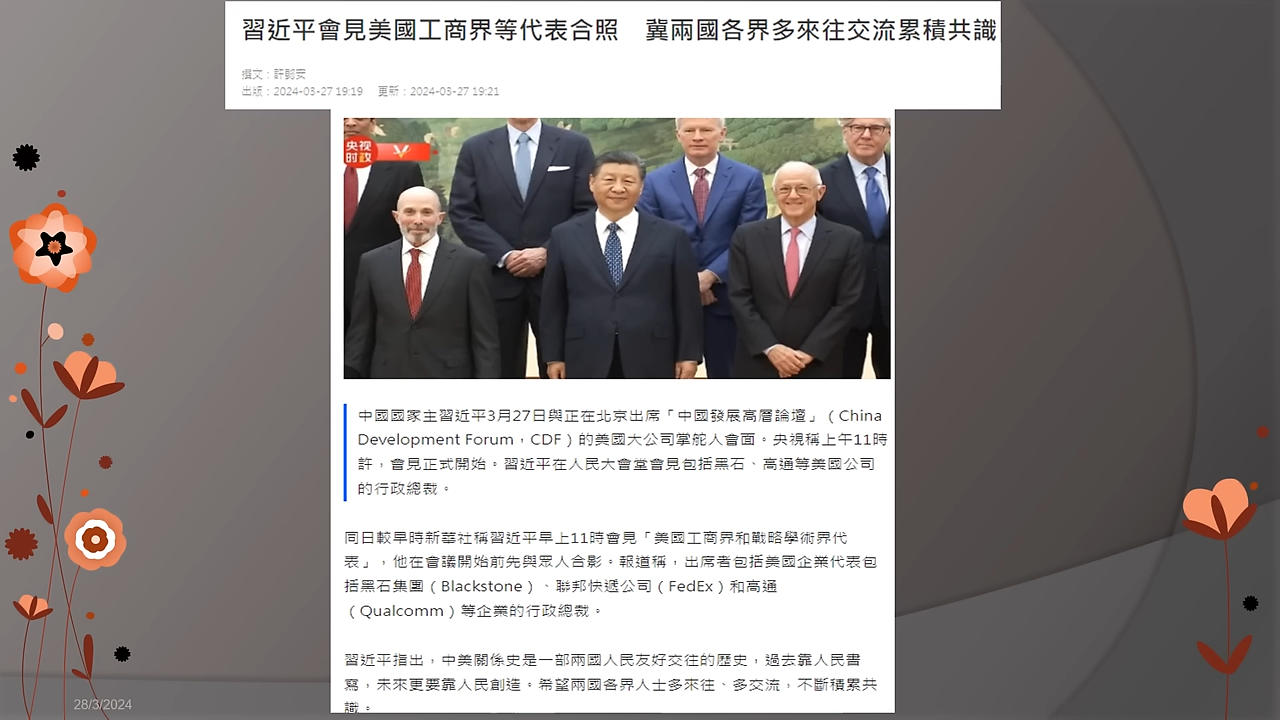 習近平會見美國工商界等代表合照　冀兩國各界多來往交流累積共識
撰文：許懿安
出版：2024-03-27 19:19　更新：2024-03-27 19:21
央视
时政
中國國家主習近平3月27日與正在北京出席「中國發展高層論壇」（China
Development Forum，CDF）的美國大公司掌舵人會面。央視稱上午11時
許，會見正式開始。習近平在人民大會堂會見包括黑石、高通等美國公司
的行政總裁。
同日較早時新華社稱習近平早上11時會見「美國工商界和戰略學術界代
表」，他在會議開始前先與眾人合影。報道稱，出席者包括美國企業代表包
括黑石集團（Blackstone）、聯邦快遞公司（FedEx）和高通
（Qualcomm）等企業的行政總裁。
習近平指出，中美關係史是一部兩國人民友好交往的歷史，過去靠人民書
寫，未來更要靠人民創造。希望兩國各界人士多來往、多交流，不斷積累共
識。
28/3/2024